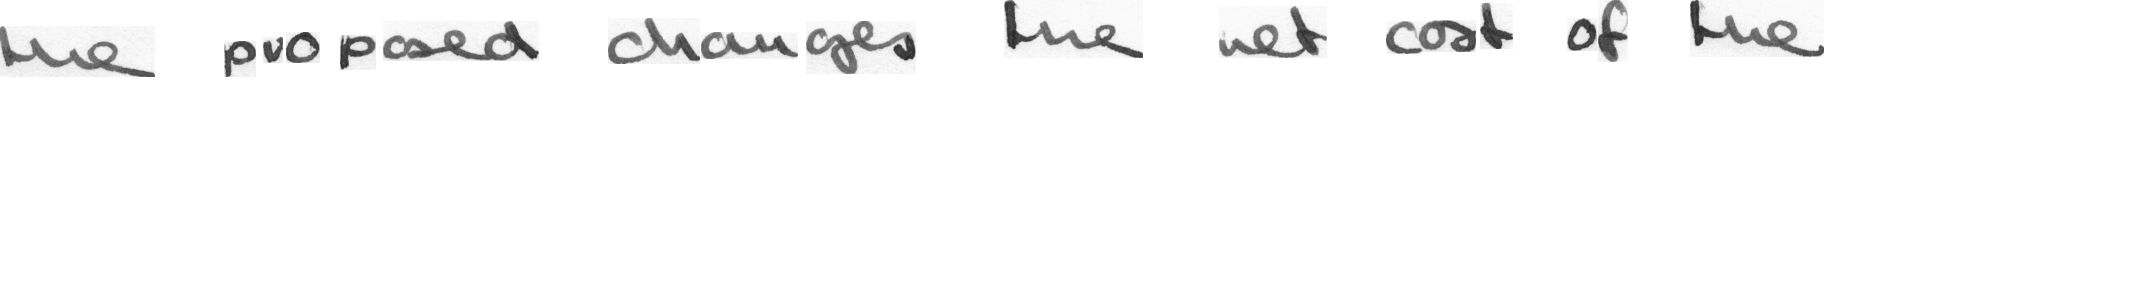 the proposed changes the net cost of the